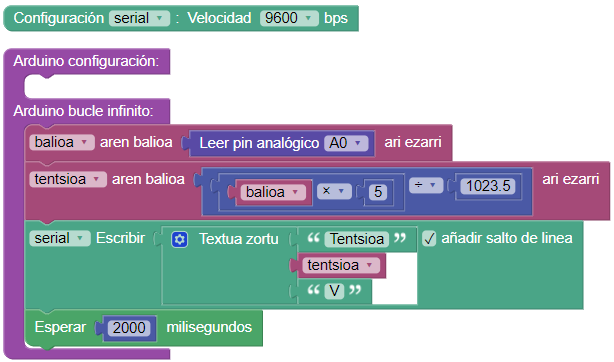 Configuración serial : Velocidad 9600 bps
Arduino configuración:
Arduino bucle infinito:
balioa aren balioa Leer pin analógico A0 ari ezarri
tentsioa aren balioa balioa × 5 ÷ 1023.5 ari ezarri
serial Escribir Textua zortu “ Tentsioa ” añadir salto de linea
tentsioa
“ V ”
Esperar 2000 milisegundos